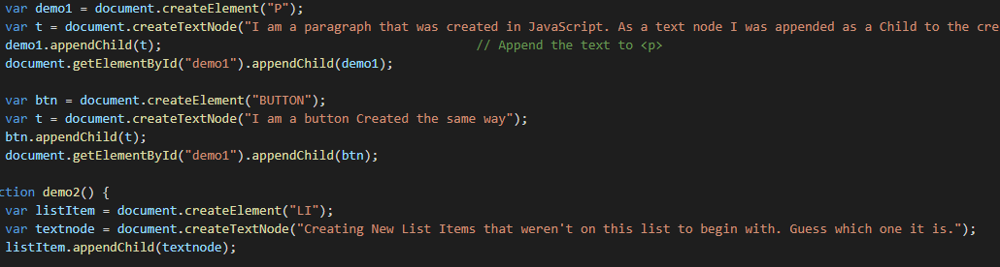 var demo1 = document.createElement("P");
var t = document.createTextNode("I am a paragraph that was created in JavaScript. As a text node I was appended as a Child to the cre
demo1.appendChild(t); // Append the text to <p>
document.getElementById("demo1").appendChild(demo1);
var btn = document.createElement("BUTTON");
var t = document.createTextNode("I am a button Created the same way");
btn.appendChild(t);
document.getElementById("demo1").appendChild(btn);
ction demo2() {
var listItem = document.createElement("LI");
var textnode = document.createTextNode("Creating New List Items that weren't on this list to begin with. Guess which one it is.");
listItem.appendChild(textnode);